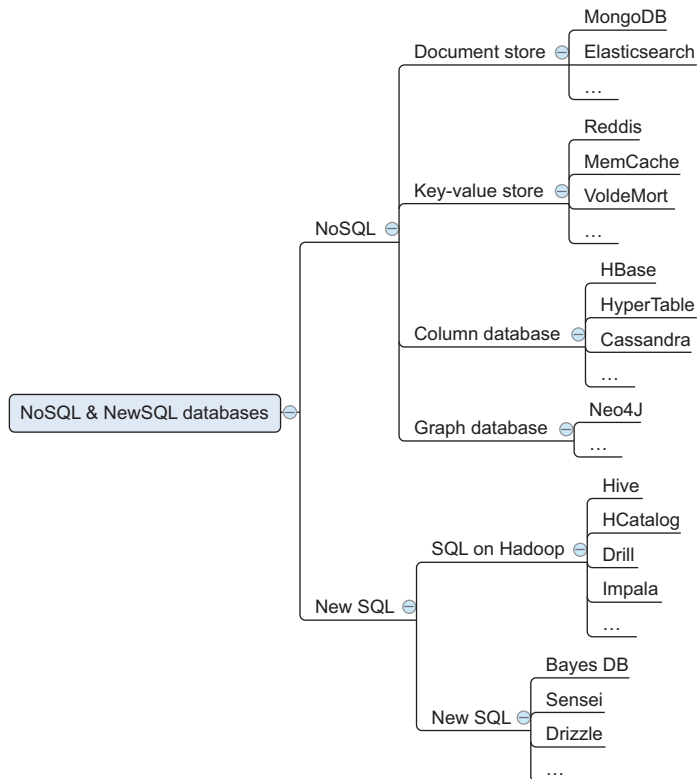 MongoDB
Document store
Elasticsearch
…
Reddis
MemCache
Key-value store
VoldeMort
…
NoSQL
HBase
HyperTable
Column database
Cassandra
…
NoSQL & NewSQL databases
Neo4J
Graph database
…
Hive
HCatalog
SQL on Hadoop
Drill
Impala
…
New SQL
Bayes DB
Sensei
New SQL
Drizzle
…